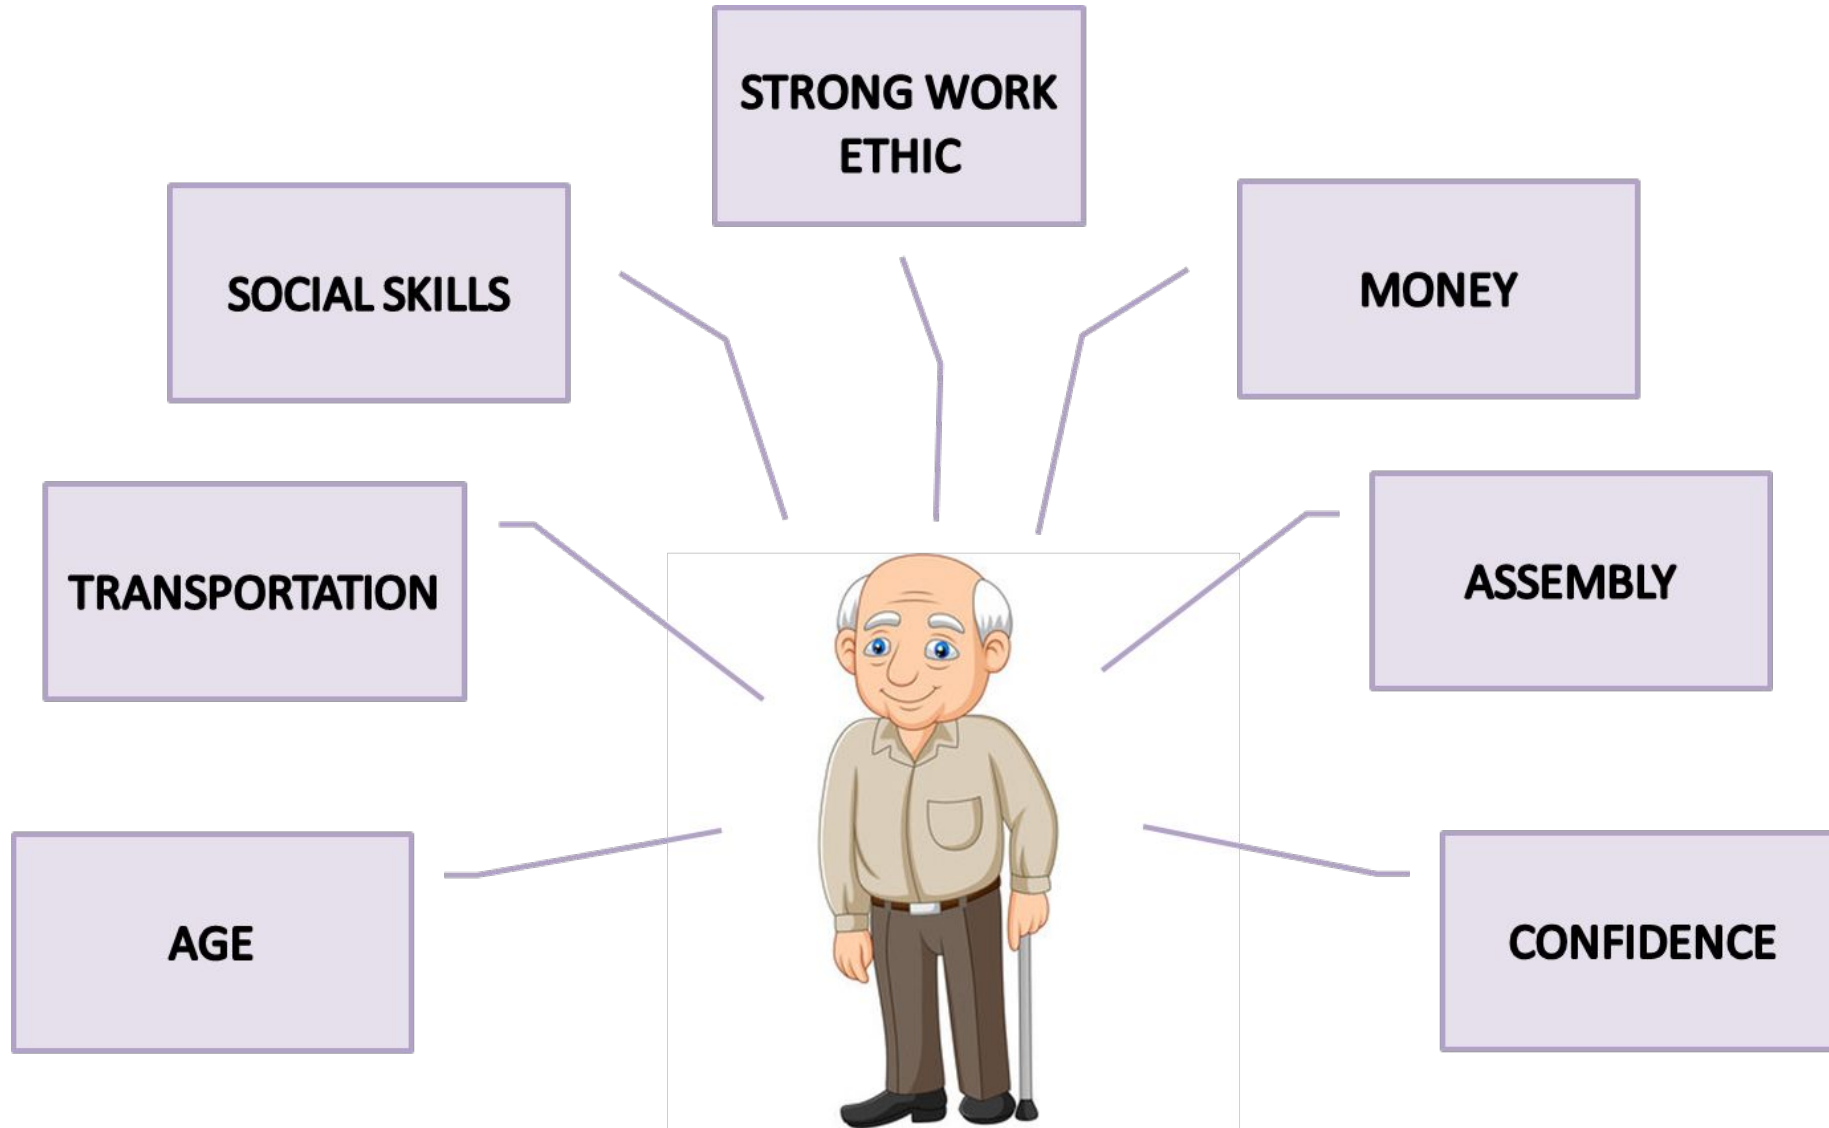 STRONG WORK
ETHIC
SOCIAL SKILLS
MONEY
TRANSPORTATION
ASSEMBLY
AGE
CONFIDENCE